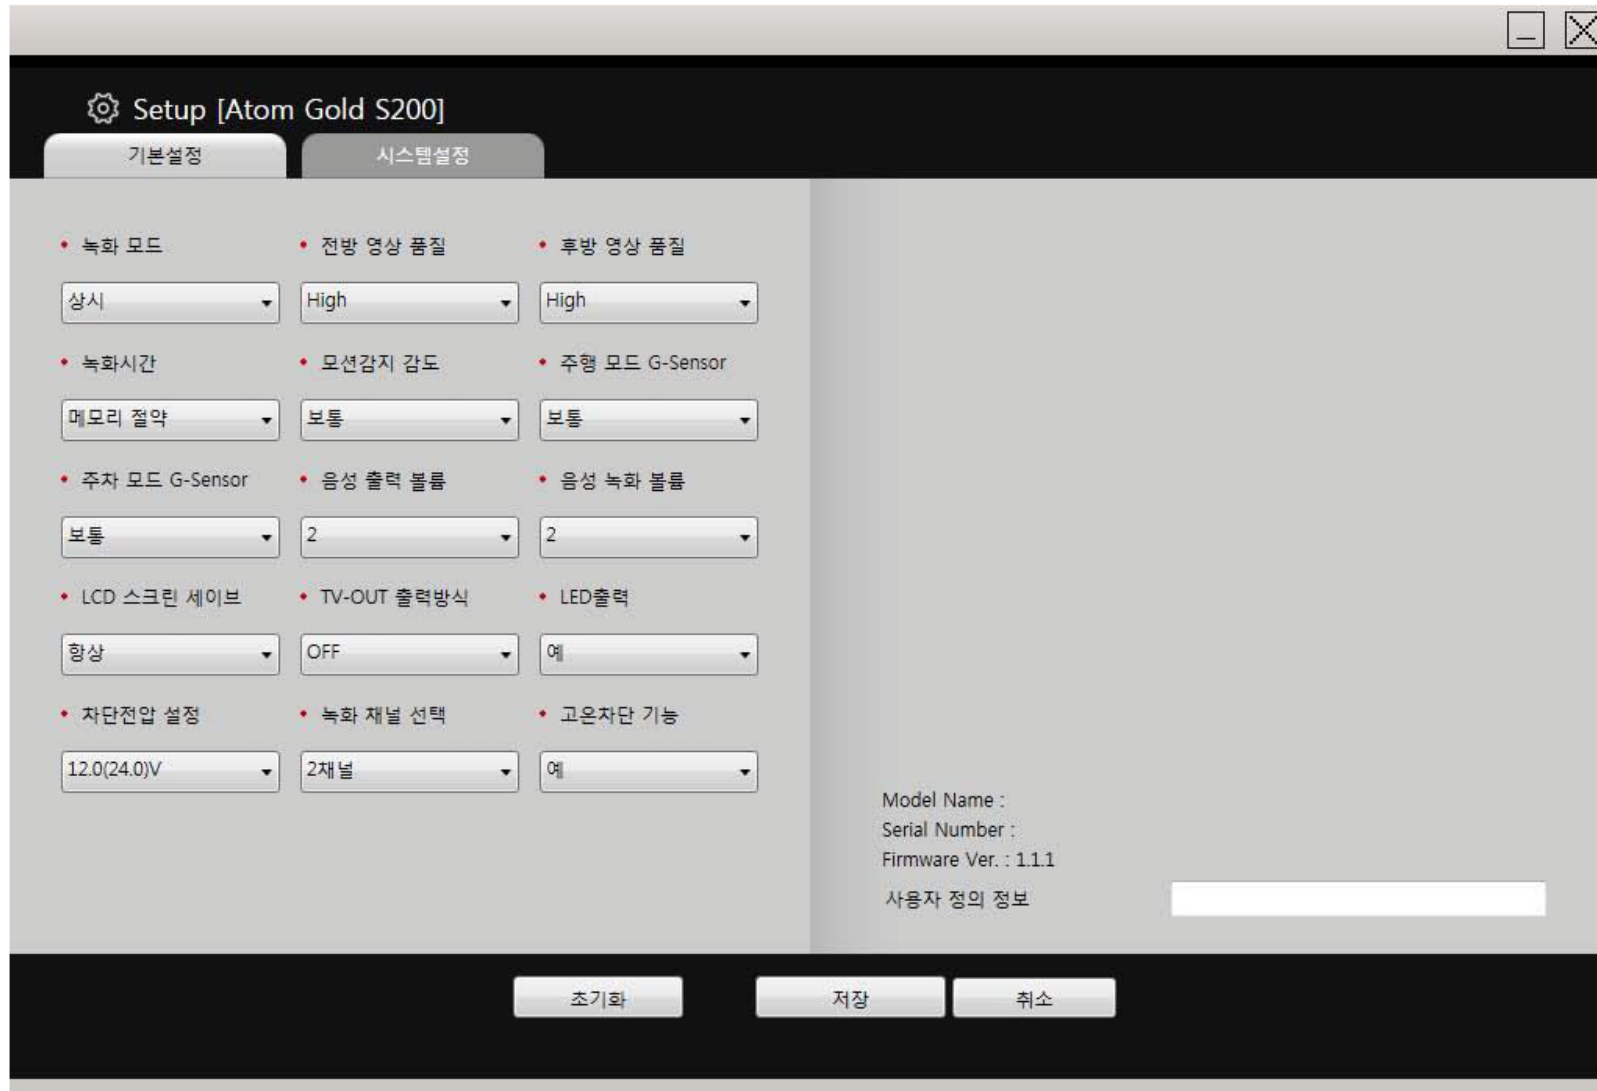 Setup [Atom Gold S200]
기본설정 시스템설정
녹화 모드 전방 영상 품질 후방 영상 품질
상시 High High
녹화시간 모션감지 감도 주행 모드 G-Sensor
메모리 절약 보통 보통
주차 모드 G-Sensor 음성 출력 볼륨 음성 녹화 볼륨
보통 2 2
LCD 스크린 세이브 TV-OUT 출력방식 LED출력
항상 OFF 예
차단전압 설정 녹화 채널 선택 고온차단 기능
12.0(24.0)V 2채널 예
Model Name :
Serial Number :
Firmware Ver. : 1.1.1
사용자 정의 정보
초기화 저장 취소